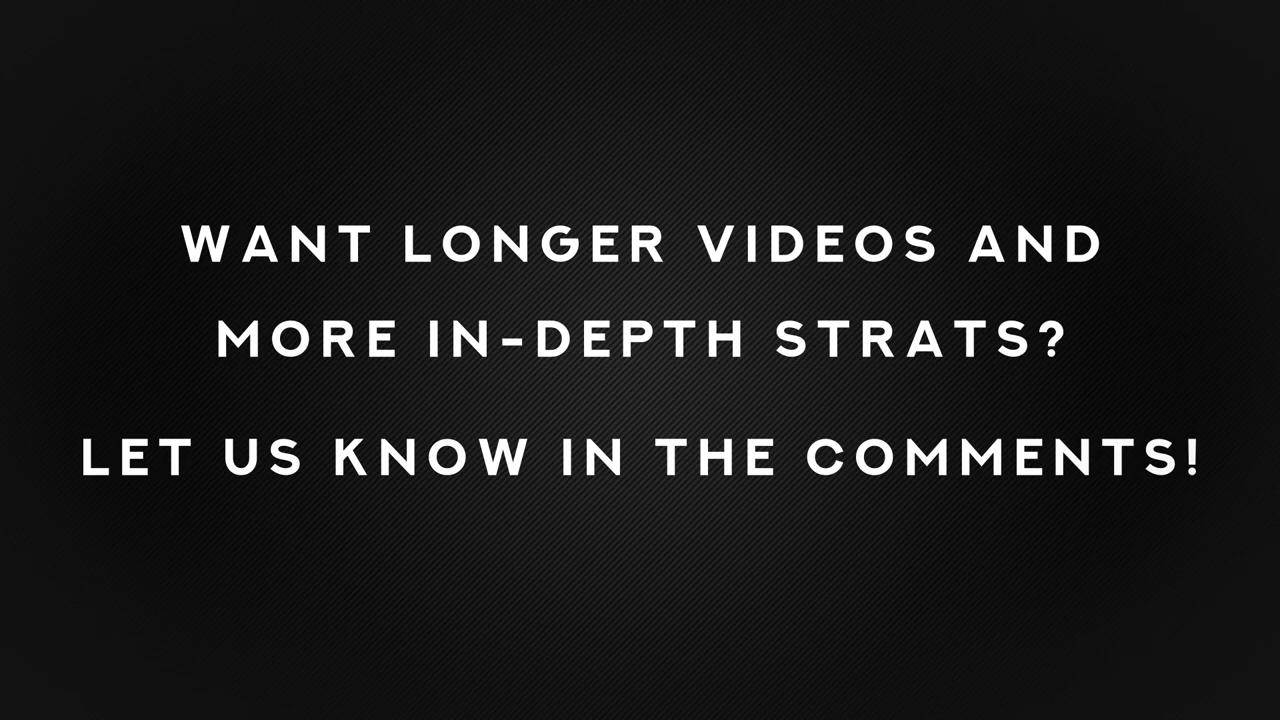 WANT LONGER VIDEOS AND
MORE IN-DEPTH STRATS?
LET US KNOW IN THE COMMENTS!